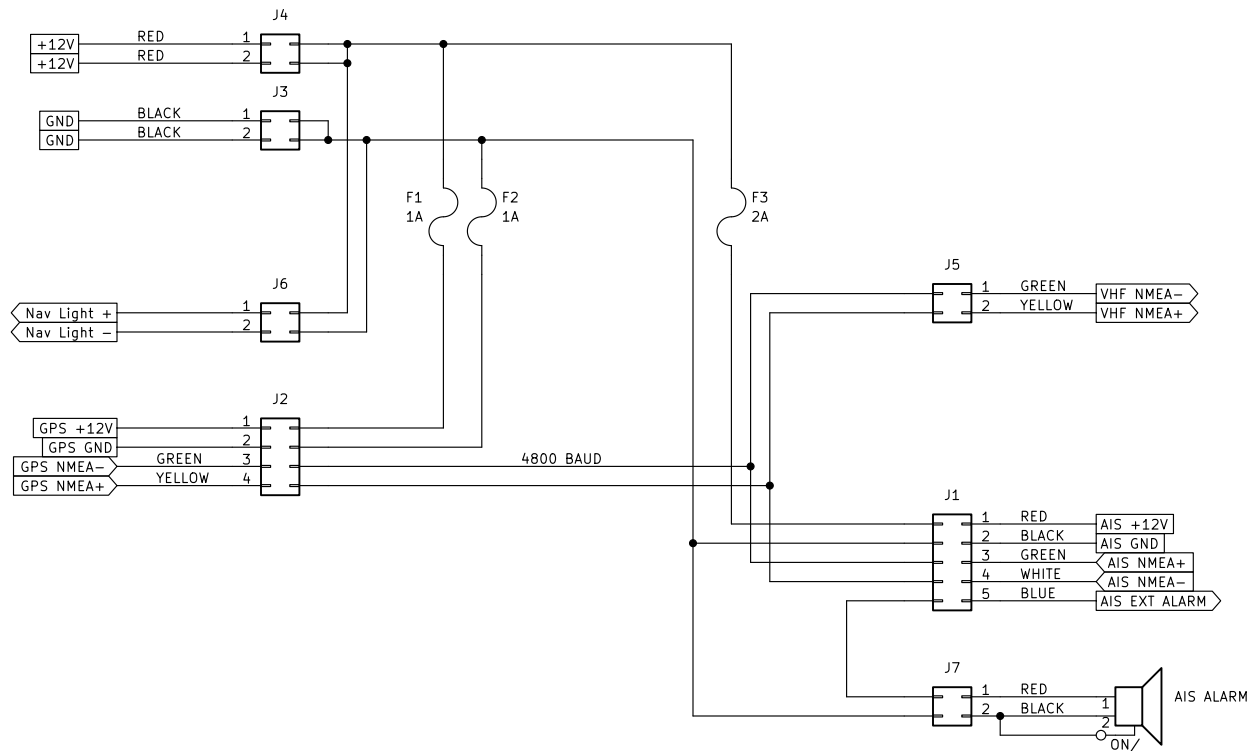 J4
+12V RED 1
+12V RED 2
J3
GND BLACK 1
GND BLACK 2
F1
1A
F2
1A
F3
2A
J6
Nav Light + 1
Nav Light - 2
J5
1 GREEN VHF NMEA-
2 YELLOW VHF NMEA+
J2
GPS +12V 1
GPS GND 2
GPS NMEA- GREEN 3
GPS NMEA+ YELLOW 4
4800 BAUD
J1
1 RED AIS +12V
2 BLACK AIS GND
3 GREEN AIS NMEA+
4 WHITE AIS NMEA-
5 BLUE AIS EXT ALARM
J7
1 RED 1 AIS ALARM
2 BLACK 2
ON/